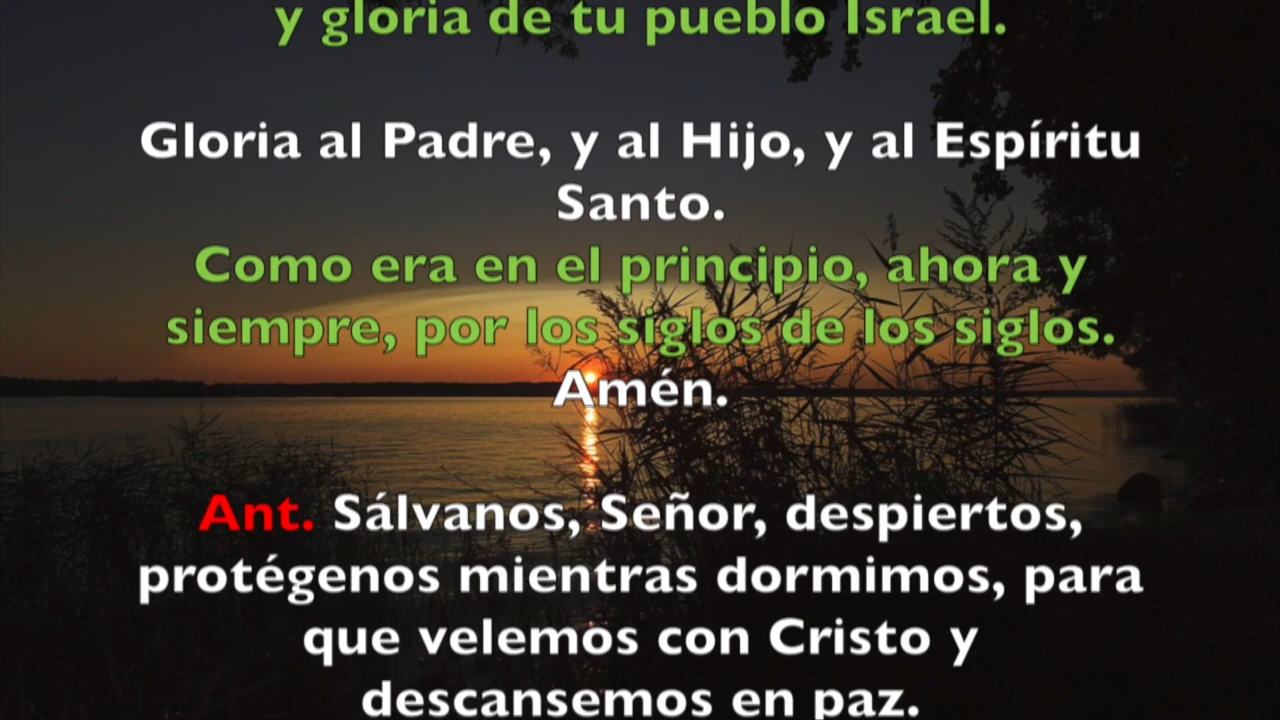 y gloria de tu pueblo Israel.
Gloria al Padre, y al Hijo, y al Espíritu
Santo.
Como era en el principio, ahora y
siempre, por los siglos de los siglos.
Amén.
Ant. Sálvanos, Señor, despiertos,
protégenos mientras dormimos, para
que velemos con Cristo y
descansemos en paz.